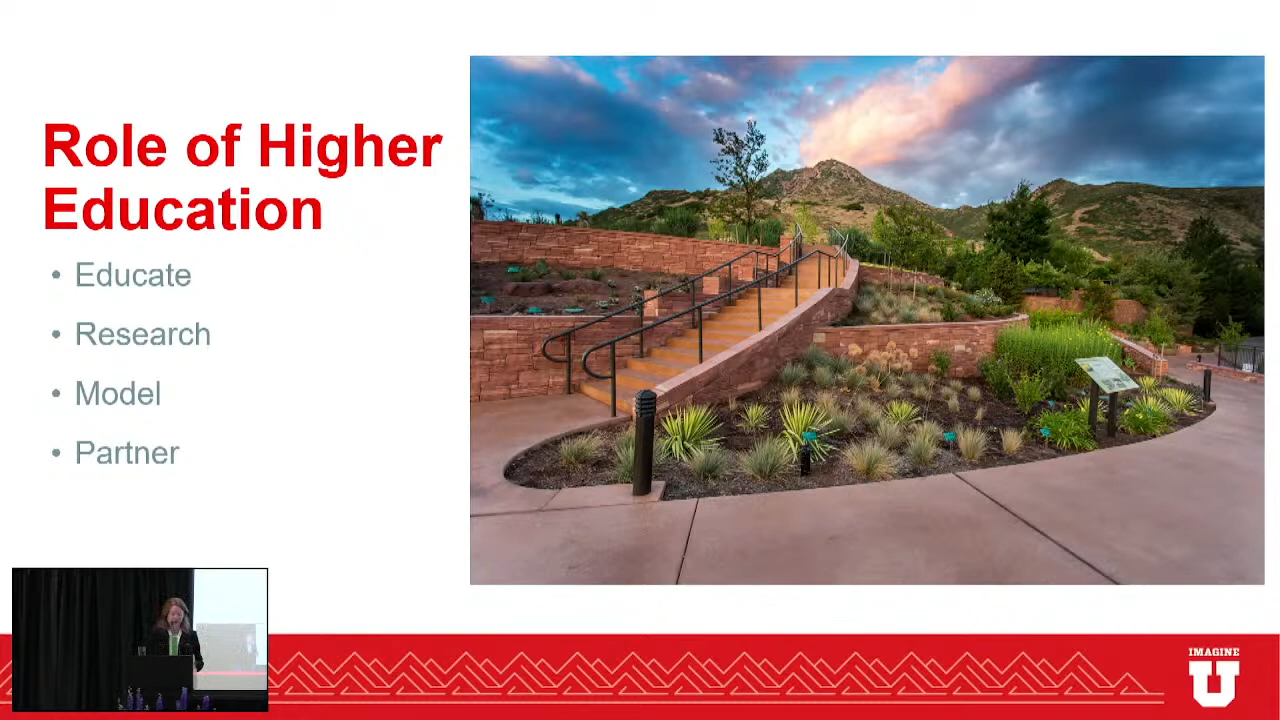 Role of Higher
Education
• Educate
• Research
• Model
• Partner
IMAGINE
U